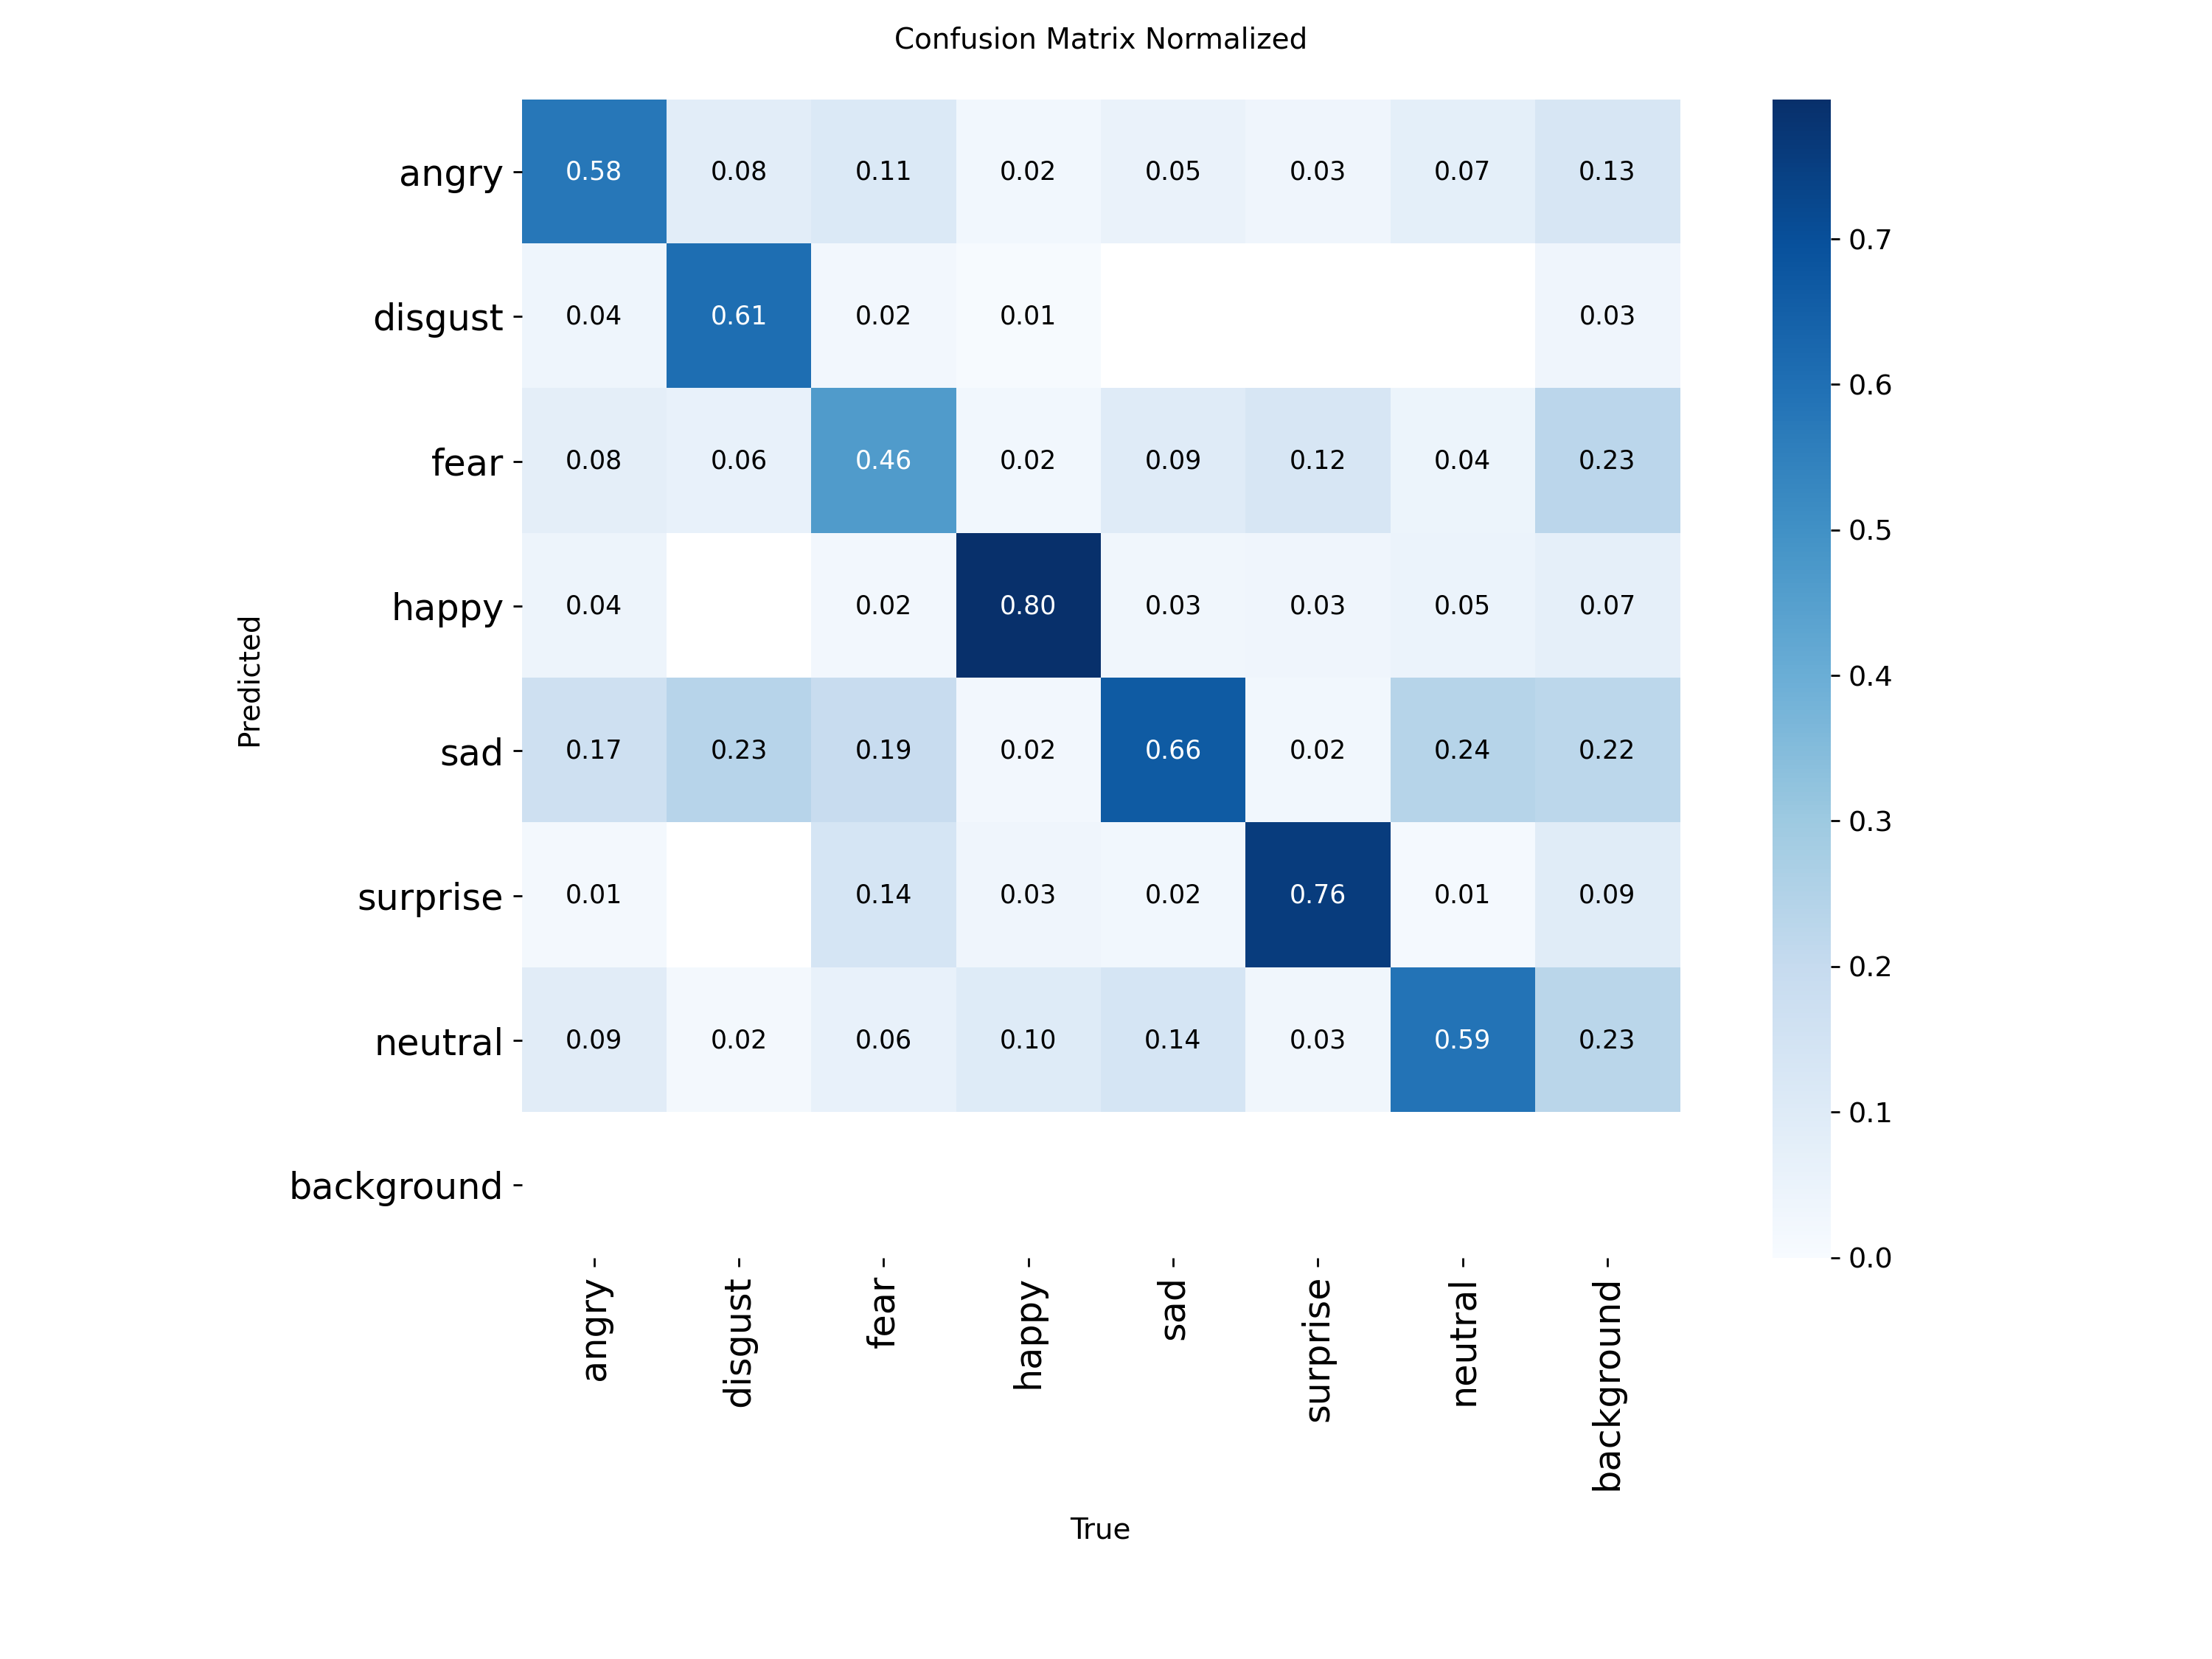 Confusion Matrix Normalized
angry 0.58 0.08 0.11 0.02 0.05 0.03 0.07 0.13
disgust 0.04 0.61 0.02 0.01 0.03
fear 0.08 0.06 0.46 0.02 0.09 0.12 0.04 0.23
happy 0.04 0.02 0.80 0.03 0.03 0.05 0.07
sad 0.17 0.23 0.19 0.02 0.66 0.02 0.24 0.22
surprise 0.01 0.14 0.03 0.02 0.76 0.01 0.09
neutral 0.09 0.02 0.06 0.10 0.14 0.03 0.59 0.23
background
Predicted
angry disgust fear happy sad surprise neutral background
True
0.7
0.6
0.5
0.4
0.3
0.2
0.1
0.0